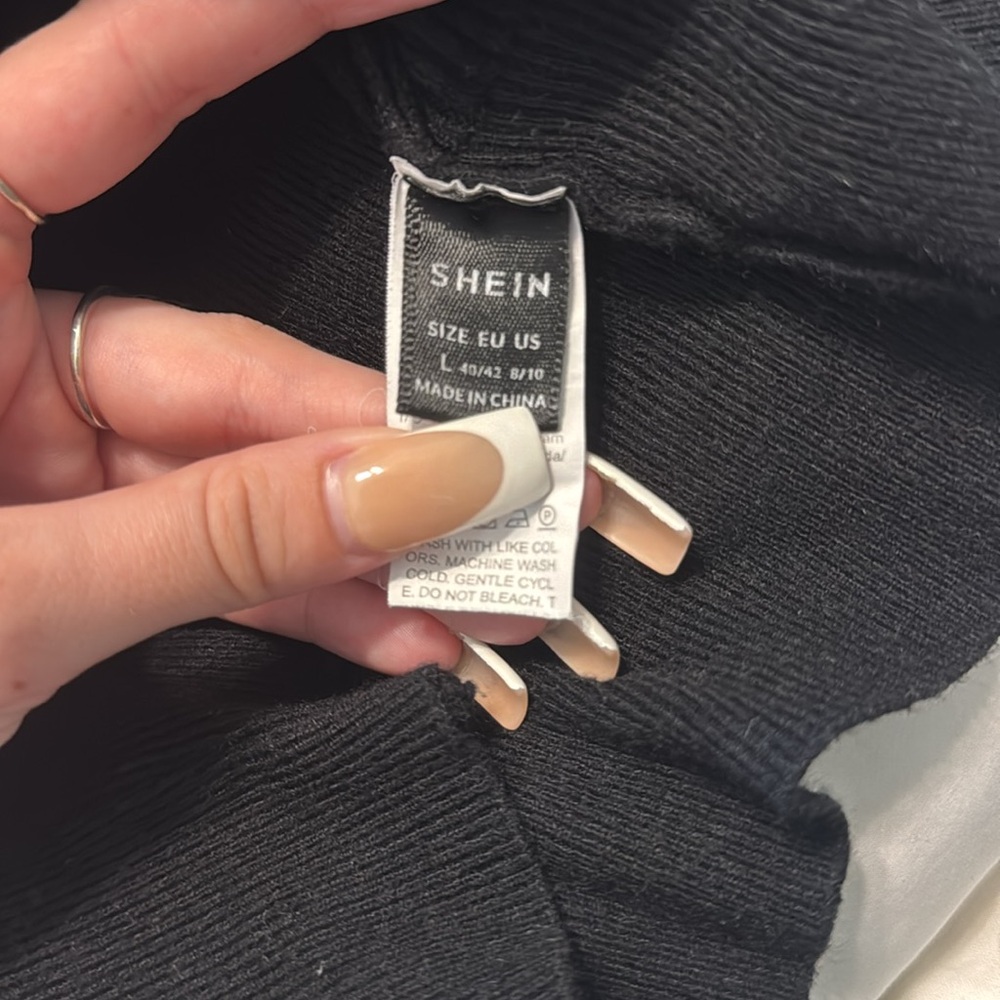 SHEIN
SIZE EU US
L 40/42 8/10
MADE IN CHINA
P
WITH LIKE COL
ORS. MACHINE WASH
COLD. GENTLE CYCL
E. DO NOT BLEACH. T